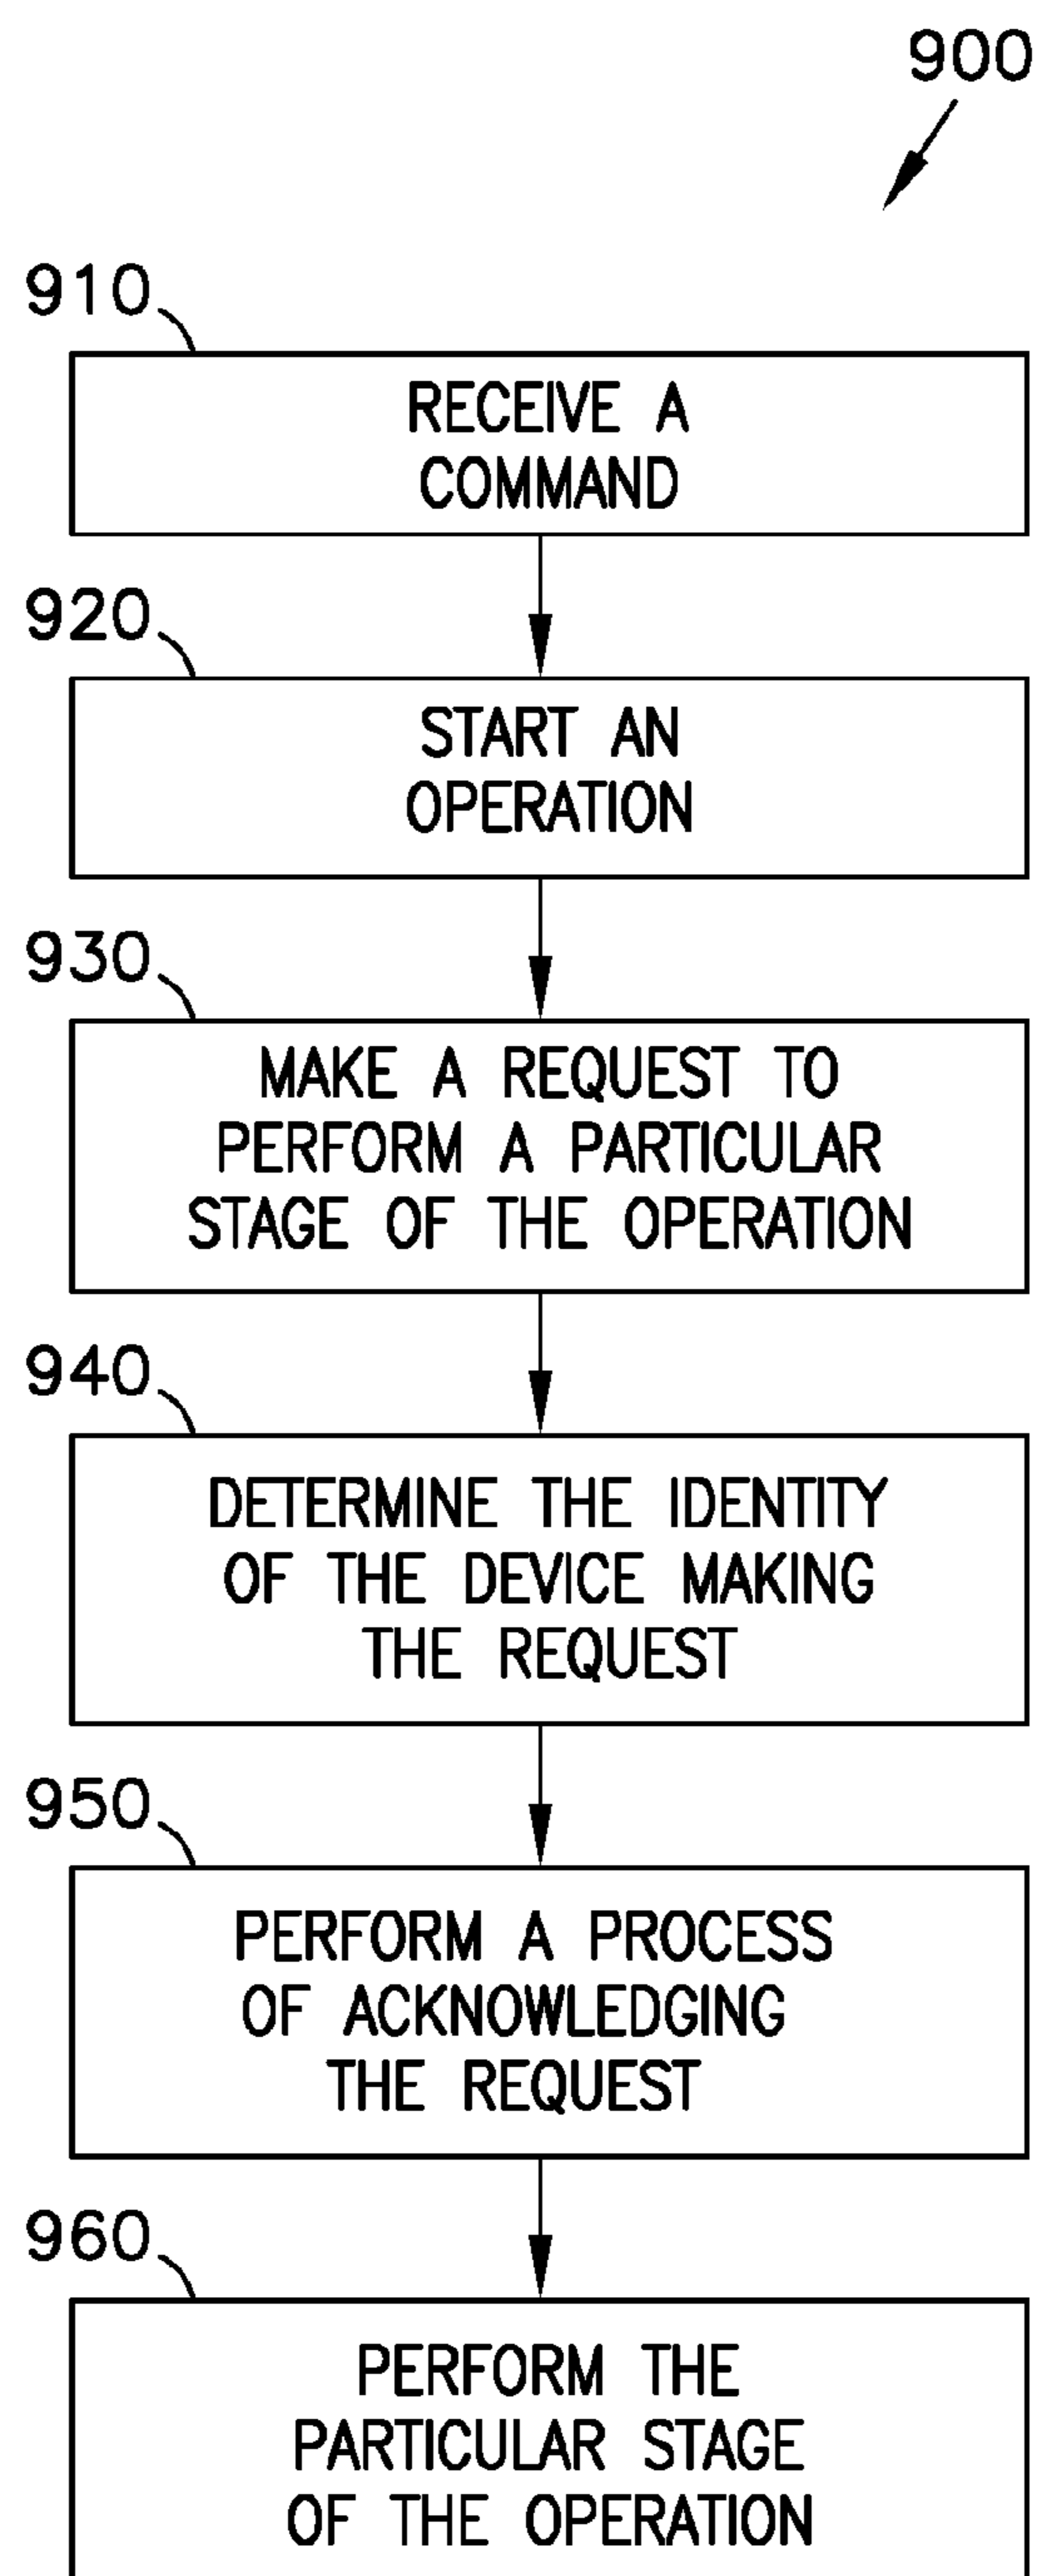 900
910
RECEIVE A
COMMAND
920
START AN
OPERATION
930
MAKE A REQUEST TO
PERFORM A PARTICULAR
STAGE OF THE OPERATION
940
DETERMINE THE IDENTITY
OF THE DEVICE MAKING
THE REQUEST
950
PERFORM A PROCESS
OF ACKNOWLEDGING
THE REQUEST
960
PERFORM THE
PARTICULAR STAGE
OF THE OPERATION